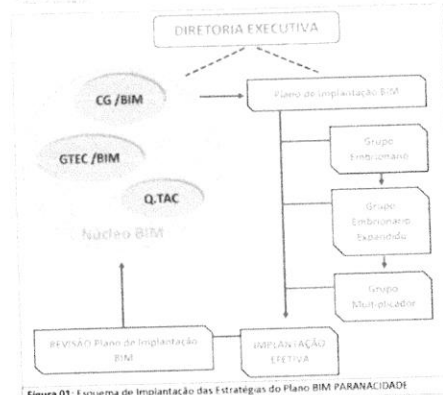 DIRETORIA EXECUTIVA
CG /BIM
Plano de Implantação BIM
GTEC /BIM
Grupo
Embrionário
Q.TAC
Grupo
Embrionário
Expandido
Núcleo BIM
Grupo
Multiplicador
REVISÃO Plano de Implantação
BIM
IMPLANTAÇÃO
EFETIVA
Figura 01: Esquema de Implantação das Estratégias do Plano BIM PARANACIDADE